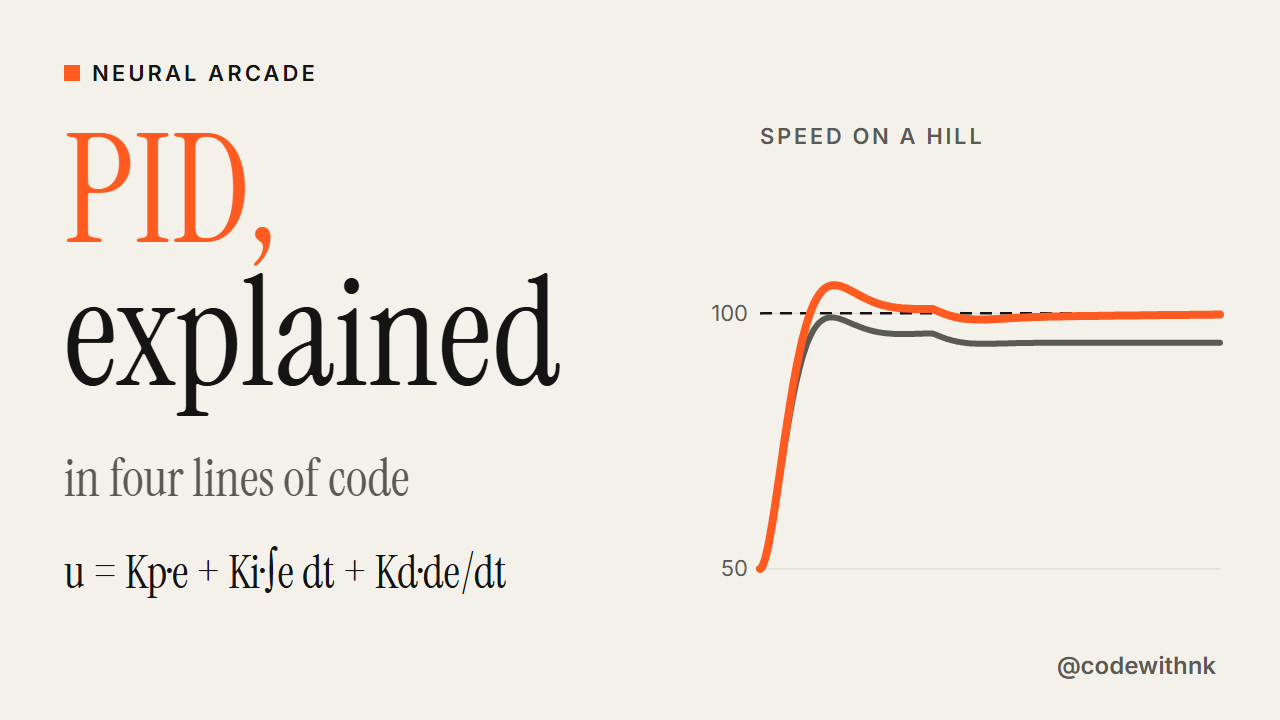 NEURAL ARCADE
PID,
explained
in four lines of code
u = Kp·e + Ki·∫e dt + Kd·de/dt
SPEED ON A HILL
100
50
@codewithnk